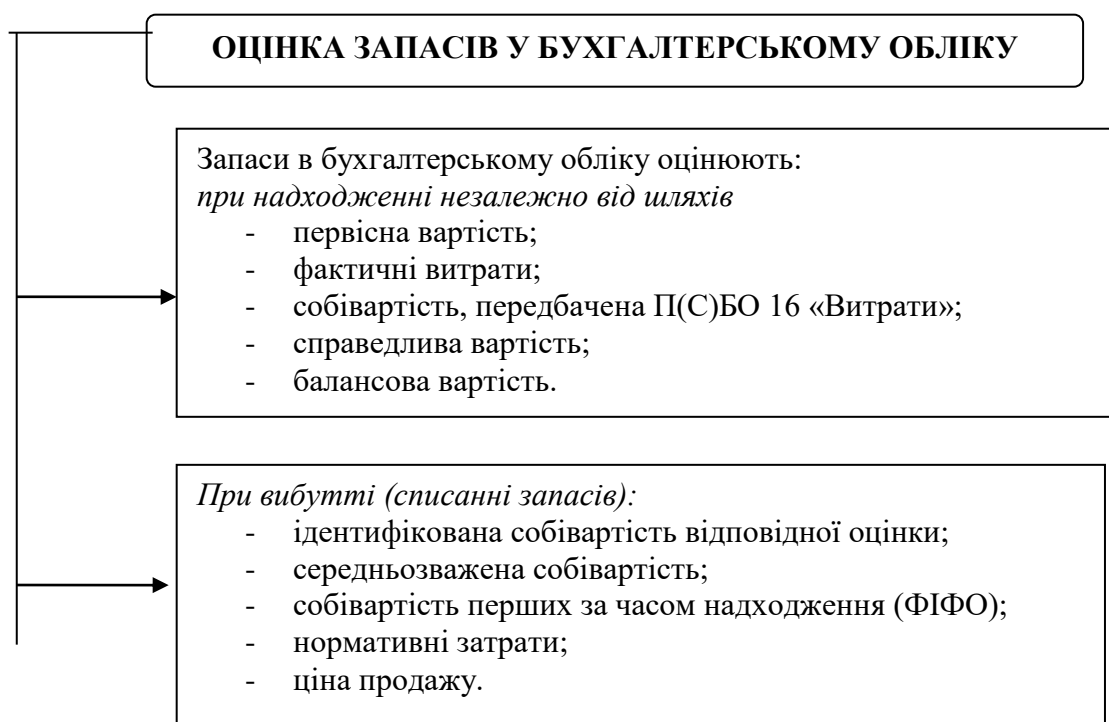 ОЦІНКА ЗАПАСІВ У БУХГАЛТЕРСЬКОМУ ОБЛІКУ
Запаси в бухгалтерському обліку оцінюють:
при надходженні незалежно від шляхів
- первісна вартість;
- фактичні витрати;
- собівартість, передбачена П(С)БО 16 «Витрати»;
- справедлива вартість;
- балансова вартість.
При вибутті (списанні запасів):
- ідентифікована собівартість відповідної оцінки;
- середньозважена собівартість;
- собівартість перших за часом надходження (ФІФО);
- нормативні затрати;
- ціна продажу.